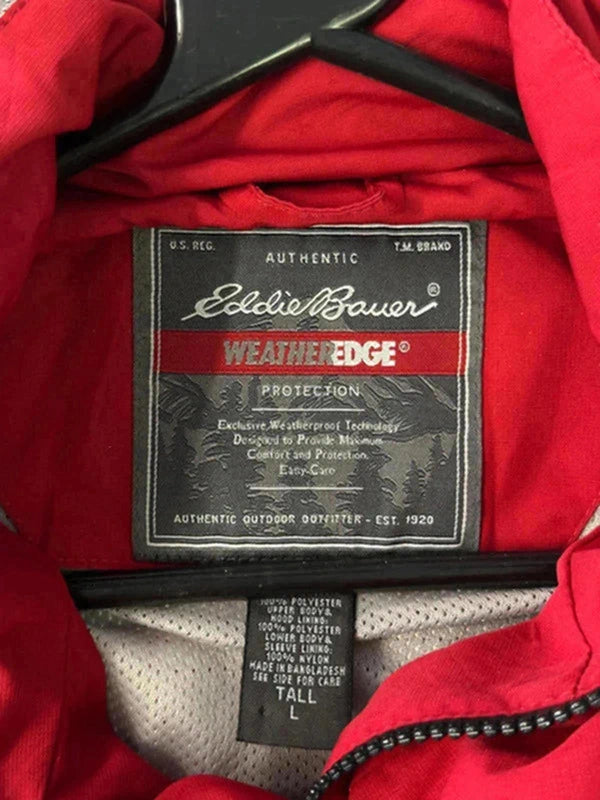 U.S. REG. T.M. BRAND
AUTHENTIC
Eddie Bauer®
WEATHEREDGE®
PROTECTION
Exclusive Weatherproof Technology
Designed to Provide Maximum
Comfort and Protection.
Easy-Care
AUTHENTIC OUTDOOR OUTFITTER - EST. 1920
100% POLYESTER
UPPER BODY &
HOOD LINING:
100% POLYESTER
LOWER BODY &
SLEEVE LINING:
100% NYLON
MADE IN BANGLADESH
SEE SIDE FOR CARE
TALL
L